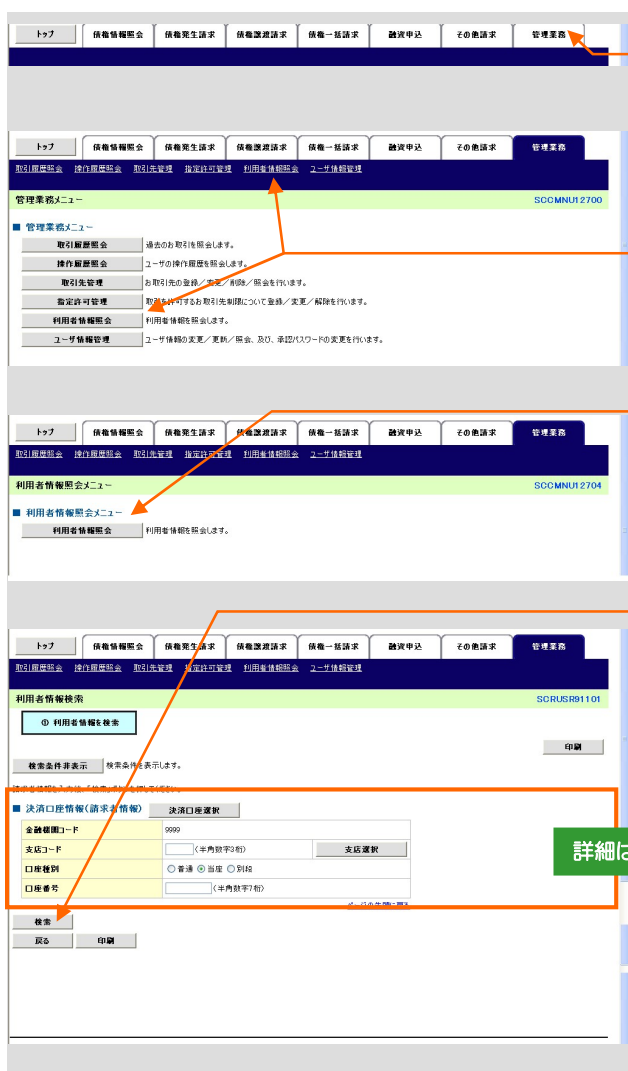 トップ 債権情報照会 債権発生請求 債権譲渡請求 債権一括請求 融資申込 その他請求 管理業務
トップ 債権情報照会 債権発生請求 債権譲渡請求 債権一括請求 融資申込 その他請求 管理業務
取引履歴照会 操作履歴照会 取引先管理 指定許可管理 利用者情報照会 ユーザ情報管理
管理業務メニュー SCCMNU12700
■ 管理業務メニュー
取引履歴照会 過去のお取引を照会します。
操作履歴照会 ユーザの操作履歴を照会します。
取引先管理 お取引先の登録／変更／削除／照会を行います。
指定許可管理 取引を許可するお取引先制限について登録／変更／解除を行います。
利用者情報照会 利用者情報を照会します。
ユーザ情報管理 ユーザ情報の変更／更新／照会、及び、承認パスワードの変更を行います。
トップ 債権情報照会 債権発生請求 債権譲渡請求 債権一括請求 融資申込 その他請求 管理業務
取引履歴照会 操作履歴照会 取引先管理 指定許可管理 利用者情報照会 ユーザ情報管理
利用者情報照会メニュー SCCMNU12704
■ 利用者情報照会メニュー
利用者情報照会 利用者情報を照会します。
トップ 債権情報照会 債権発生請求 債権譲渡請求 債権一括請求 融資申込 その他請求 管理業務
取引履歴照会 操作履歴照会 取引先管理 指定許可管理 利用者情報照会 ユーザ情報管理
利用者情報検索 SCRUSR91101
① 利用者情報を検索
印刷
検索条件非表示 検索条件を表示します。
■ 決済口座情報（請求者情報） 決済口座選択
金融機関コード 9999
支店コード （半角数字3桁） 支店選択
口座種別 普通 当座 別段
口座番号 （半角数字7桁）
詳細は
ページの先頭に戻る
検索
戻る 印刷